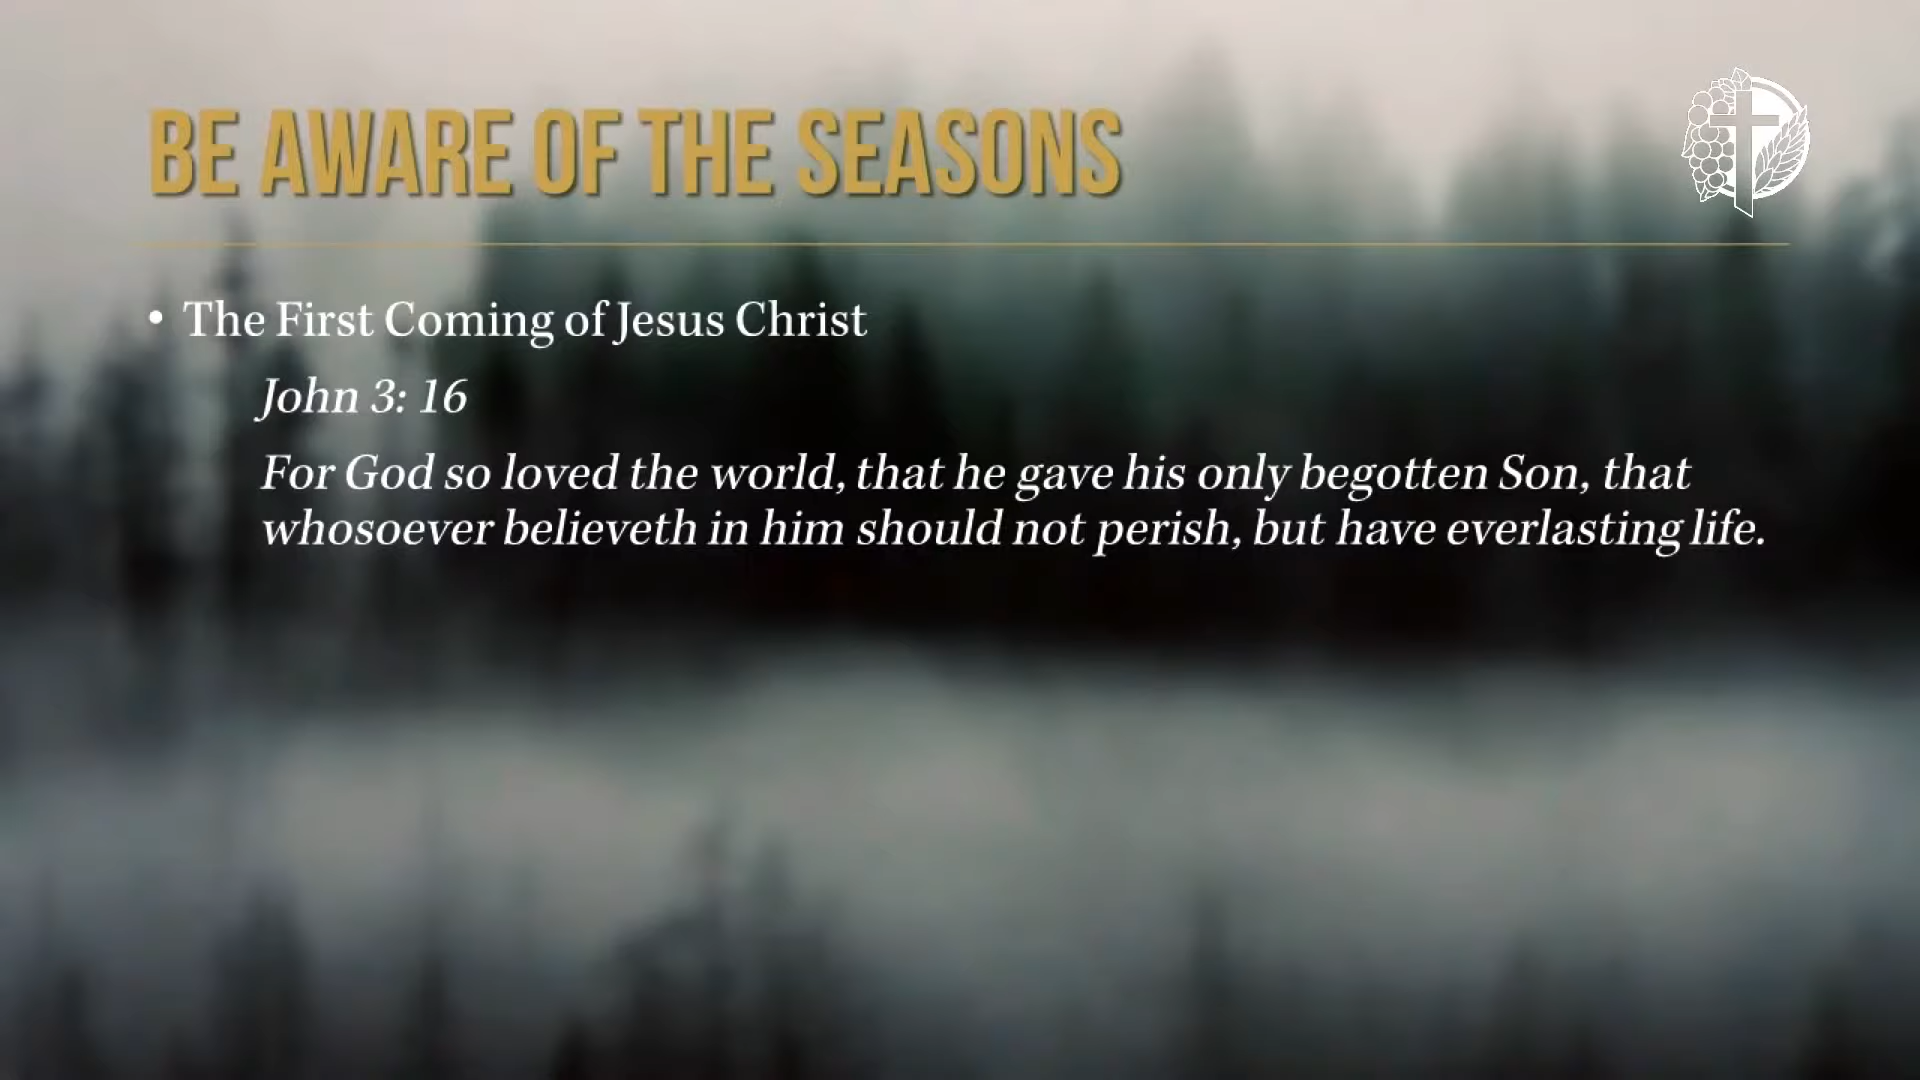 BE AWARE OF THE SEASONS
• The First Coming of Jesus Christ
John 3: 16
For God so loved the world, that he gave his only begotten Son, that
whosoever believeth in him should not perish, but have everlasting life.